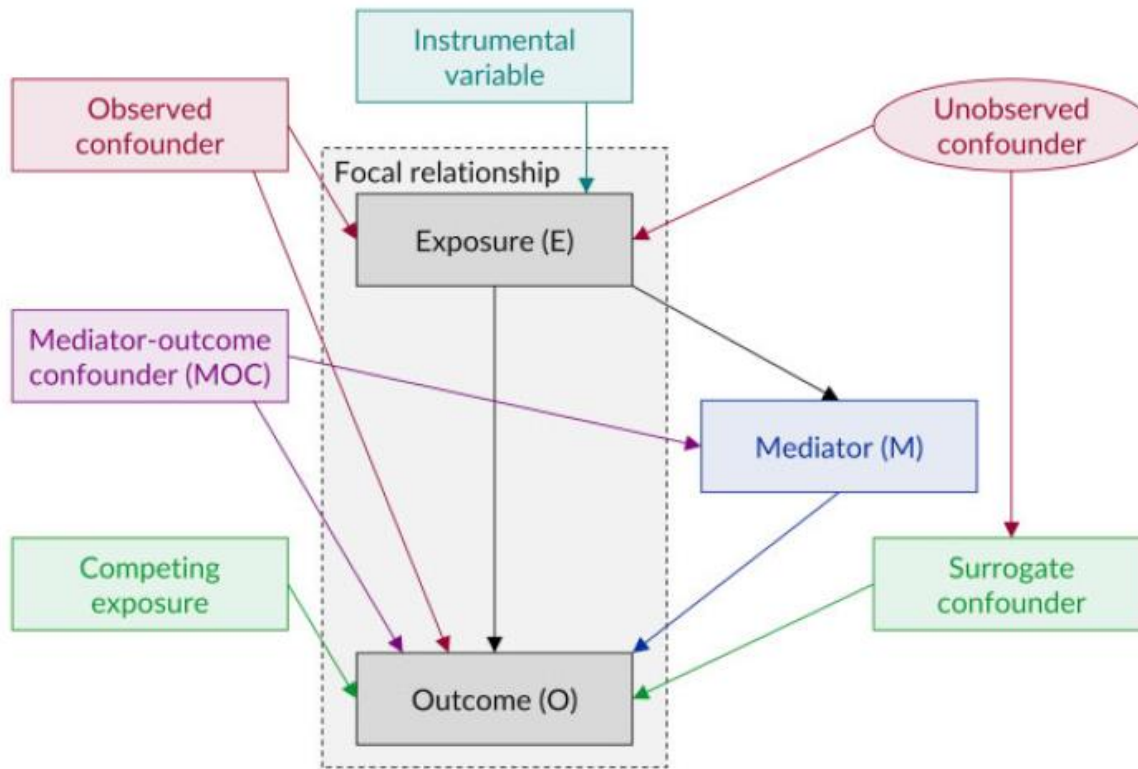 Instrumental
variable
Observed
confounder
Unobserved
confounder
Focal relationship
Exposure (E)
Mediator-outcome
confounder (MOC)
Mediator (M)
Competing
exposure
Surrogate
confounder
Outcome (O)